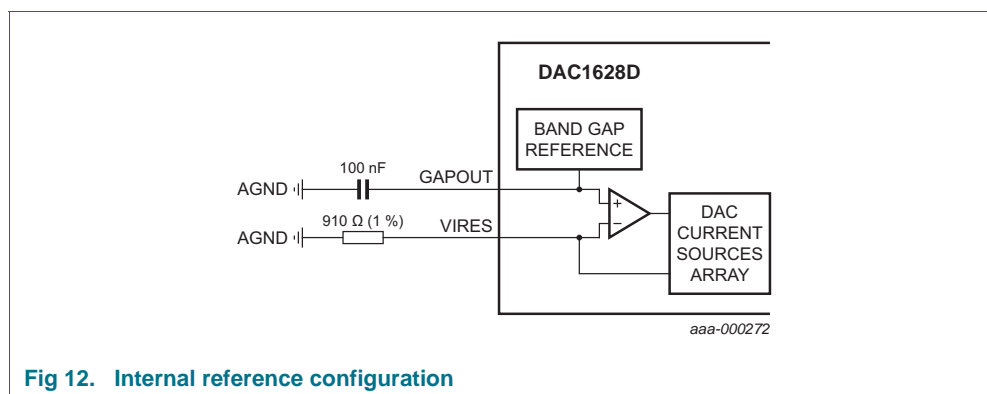 DAC1628D
BAND GAP
REFERENCE
100 nF
AGND
GAPOUT
910 Ω (1 %)
AGND
VIRES
+
−
DAC
CURRENT
SOURCES
ARRAY
aaa-000272
Fig 12. Internal reference configuration